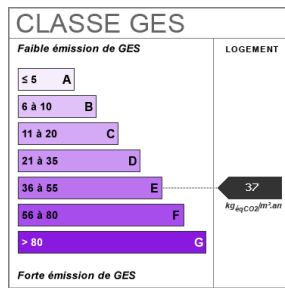 CLASSE GES
Faible émission de GES
LOGEMENT
≤ 5 A
6 à 10 B
11 à 20 C
21 à 35 D
36 à 55 E
37
kgéqCO2/m².an
56 à 80 F
> 80 G
Forte émission de GES